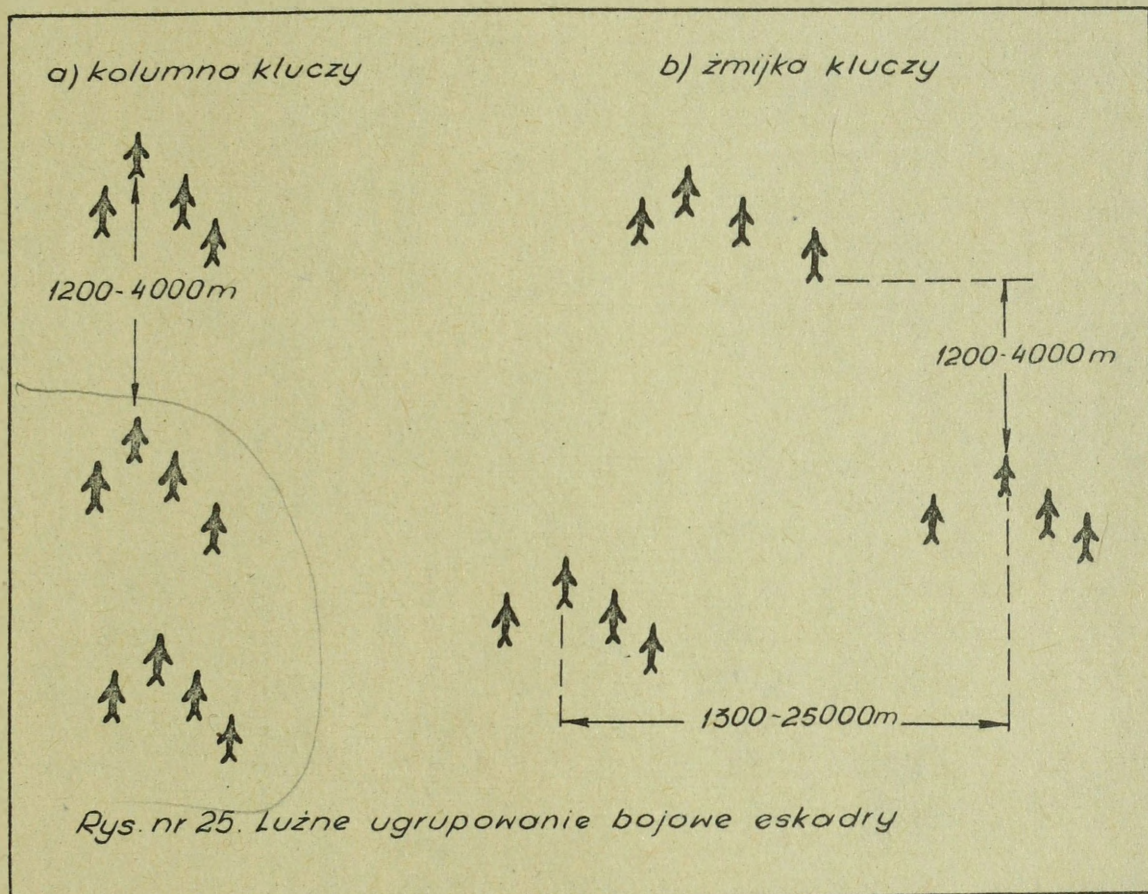 a) kolumna kluczy
b) żmijka kluczy
1200-4000m
1200-4000m
1300-25000m
Rys. nr 25. Luźne ugrupowanie bojowe eskadry